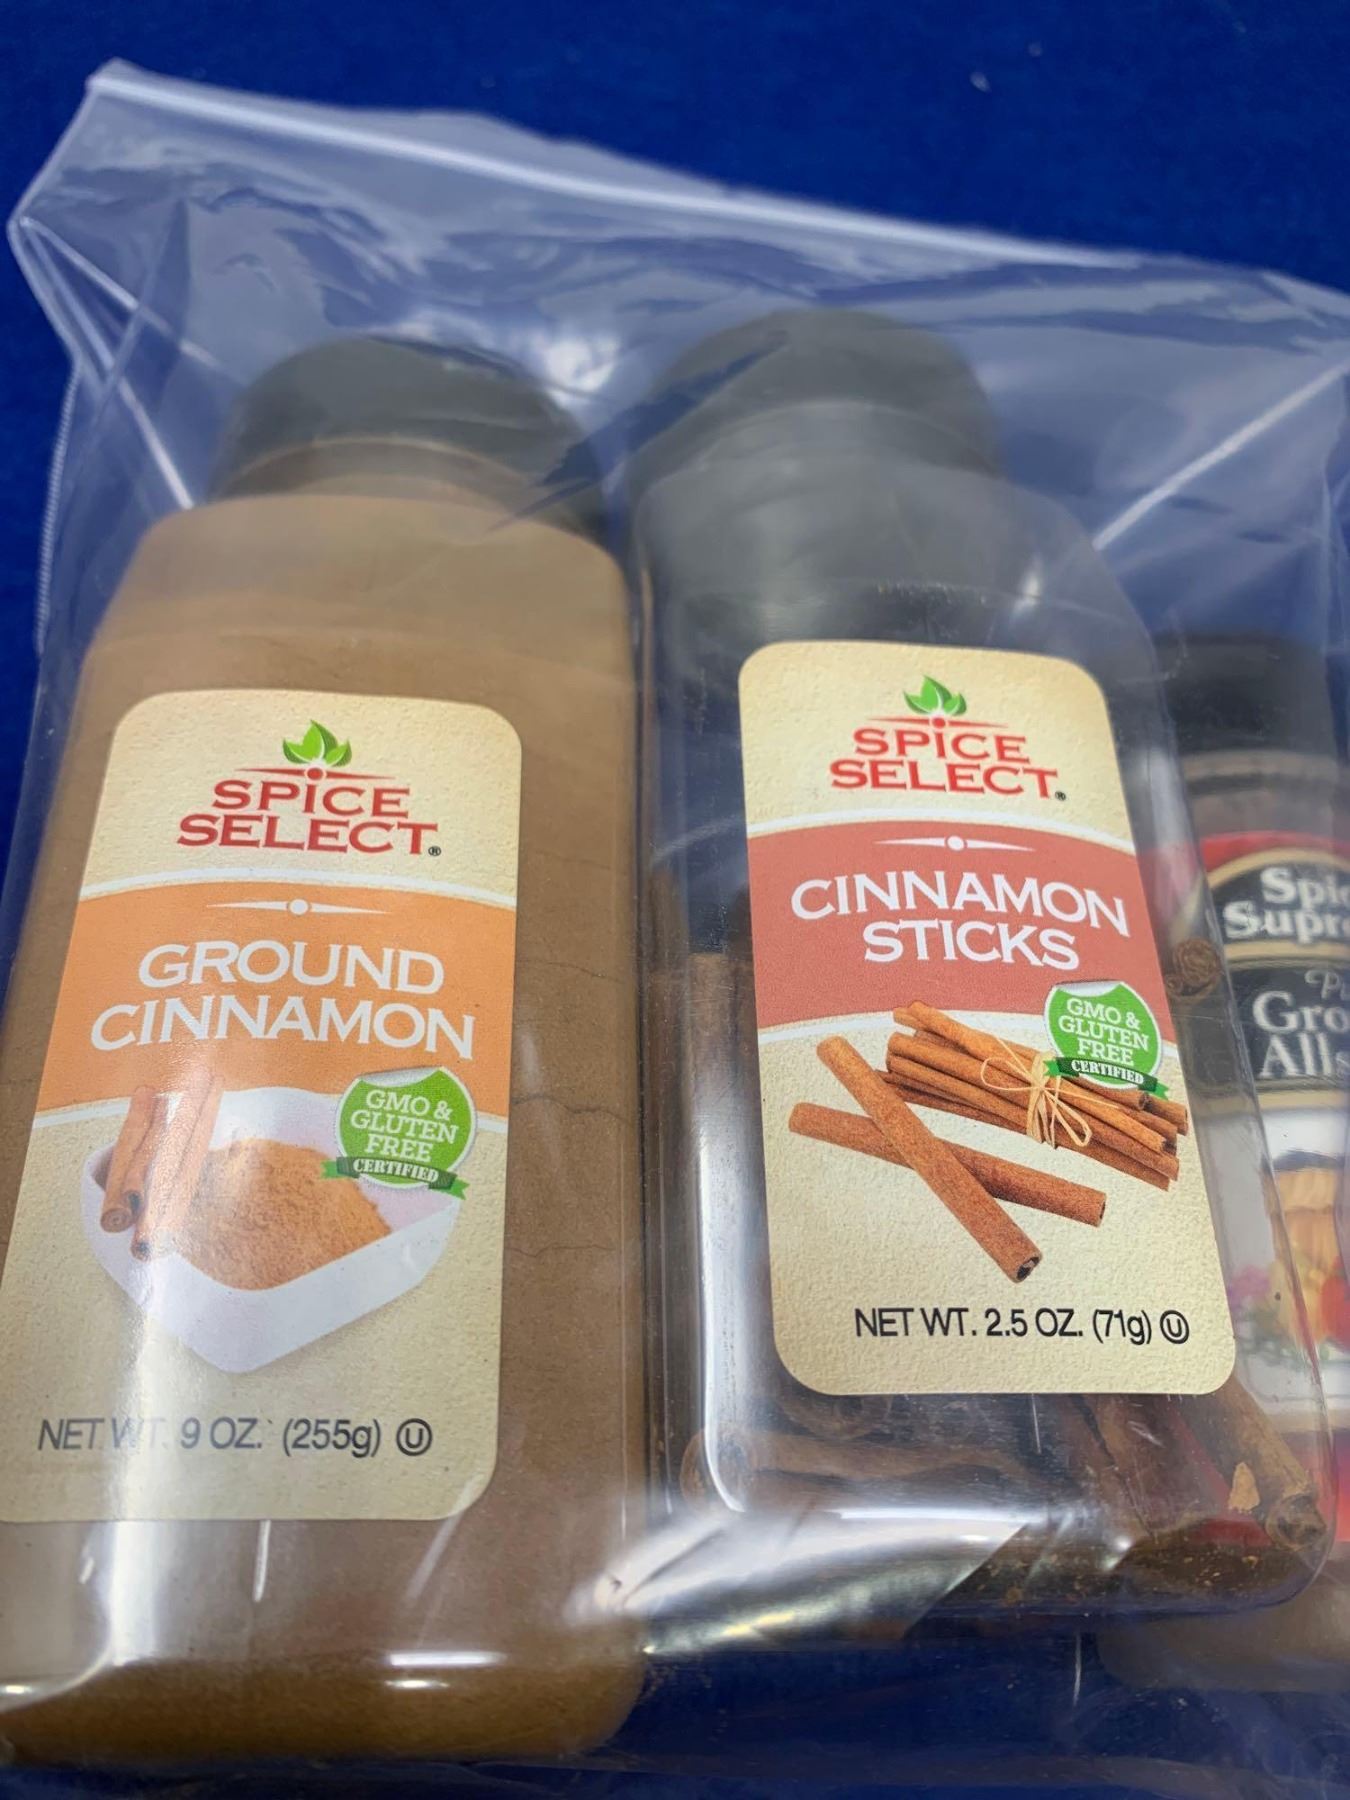 SPICE
SELECT®
GROUND
CINNAMON
GMO &
GLUTEN
FREE
CERTIFIED
NET WT. 9 OZ. (255g) Ⓤ
SPICE
SELECT®
CINNAMON
STICKS
GMO &
GLUTEN
FREE
CERTIFIED
NET WT. 2.5 OZ. (71g) Ⓤ